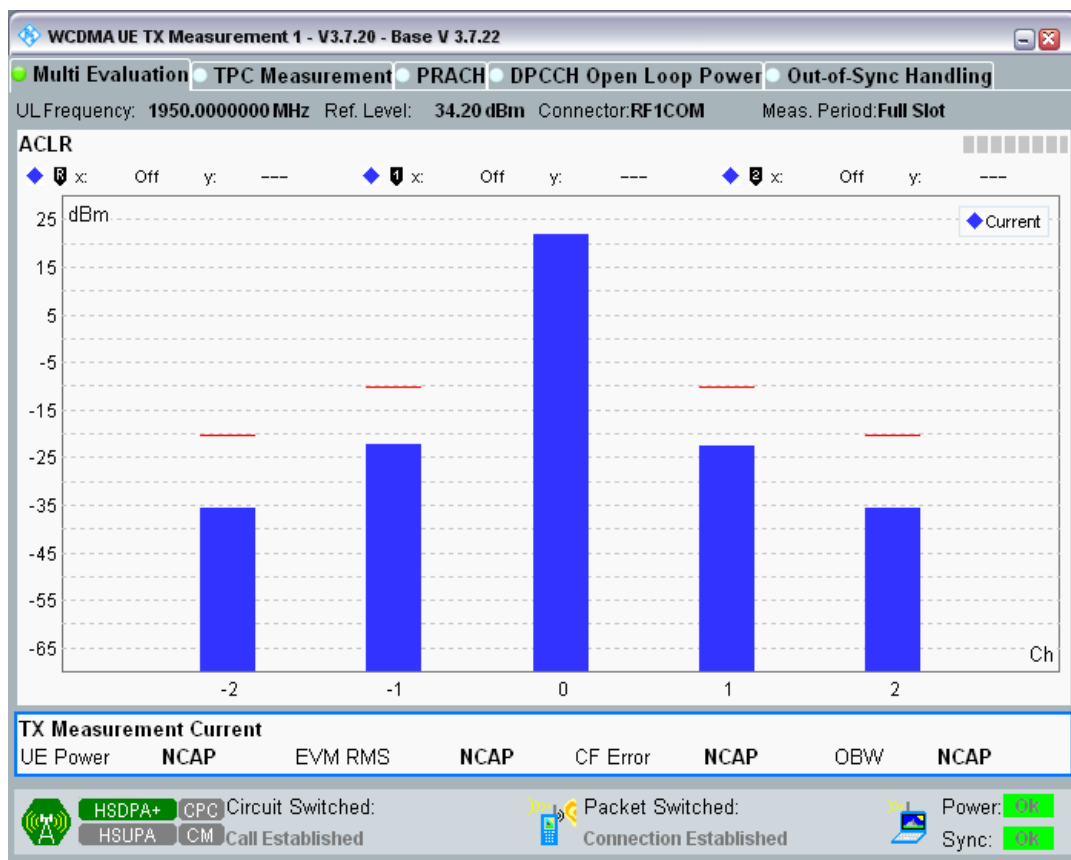 WCDMA UE TX Measurement 1 - V3.7.20 - Base V 3.7.22
Multi Evaluation TPC Measurement PRACH DPCCH Open Loop Power Out-of-Sync Handling
UL Frequency: 1950.0000000 MHz Ref. Level: 34.20 dBm Connector: RF1COM Meas. Period: Full Slot
ACLR
R x: Off y: --- 1 x: Off y: --- 2 x: Off y: ---
25 dBm Current
15
5
-5
-15
-25
-35
-45
-55
-65 Ch
-2 -1 0 1 2
TX Measurement Current
UE Power NCAP EVM RMS NCAP CF Error NCAP OBW NCAP
HSDPA+ CPC Circuit Switched: Packet Switched: Power: OK
HSUPA CM Call Established Connection Established Sync: OK